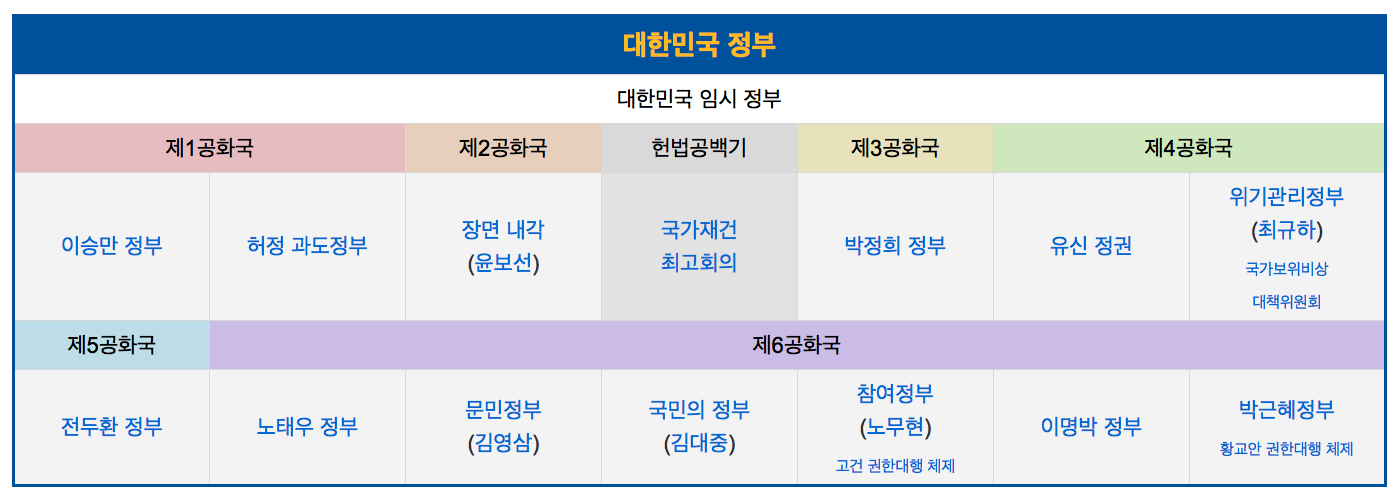 대한민국 정부
대한민국 임시 정부
제1공화국
제2공화국
헌법공백기
제3공화국
제4공화국
이승만 정부
허정 과도정부
장면 내각
(윤보선)
국가재건
최고회의
박정희 정부
유신 정권
위기관리정부
(최규하)
국가보위비상
대책위원회
제5공화국
제6공화국
전두환 정부
노태우 정부
문민정부
(김영삼)
국민의 정부
(김대중)
참여정부
(노무현)
고건 권한대행 체제
이명박 정부
박근혜정부
황교안 권한대행 체제